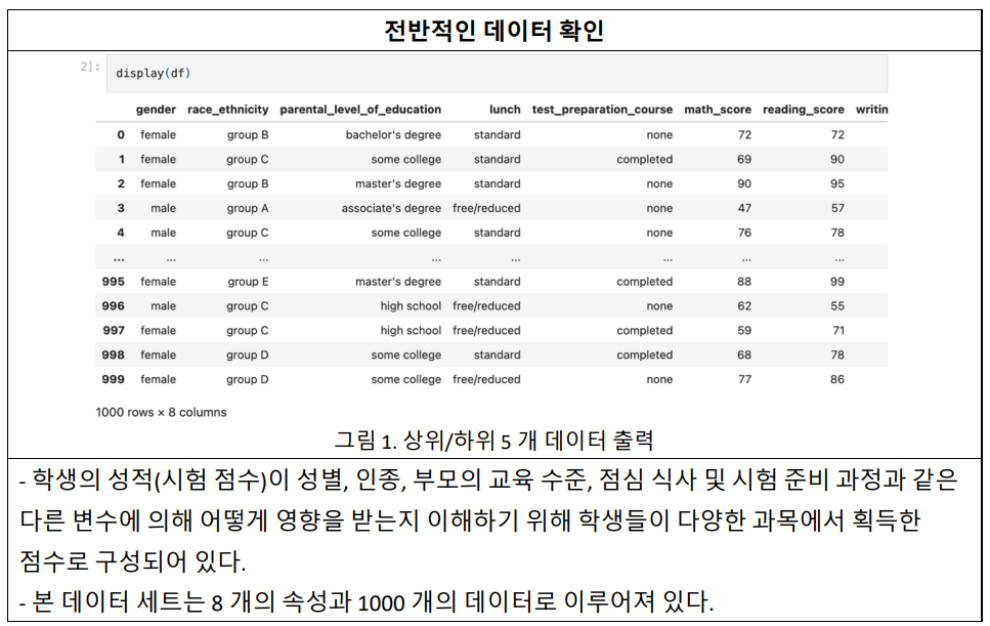 전반적인 데이터 확인
2]: display(df)
gender race_ethnicity parental_level_of_education lunch test_preparation_course math_score reading_score writin
0 female group B bachelor's degree standard none 72 72
1 female group C some college standard completed 69 90
2 female group B master's degree standard none 90 95
3 male group A associate's degree free/reduced none 47 57
4 male group C some college standard none 76 78
... ... ... ... ... ... ... ...
995 female group E master's degree standard completed 88 99
996 male group C high school free/reduced none 62 55
997 female group C high school free/reduced completed 59 71
998 female group D some college standard completed 68 78
999 female group D some college free/reduced none 77 86
1000 rows × 8 columns
그림 1. 상위/하위 5 개 데이터 출력
- 학생의 성적(시험 점수)이 성별, 인종, 부모의 교육 수준, 점심 식사 및 시험 준비 과정과 같은
다른 변수에 의해 어떻게 영향을 받는지 이해하기 위해 학생들이 다양한 과목에서 획득한
점수로 구성되어 있다.
- 본 데이터 세트는 8 개의 속성과 1000 개의 데이터로 이루어져 있다.